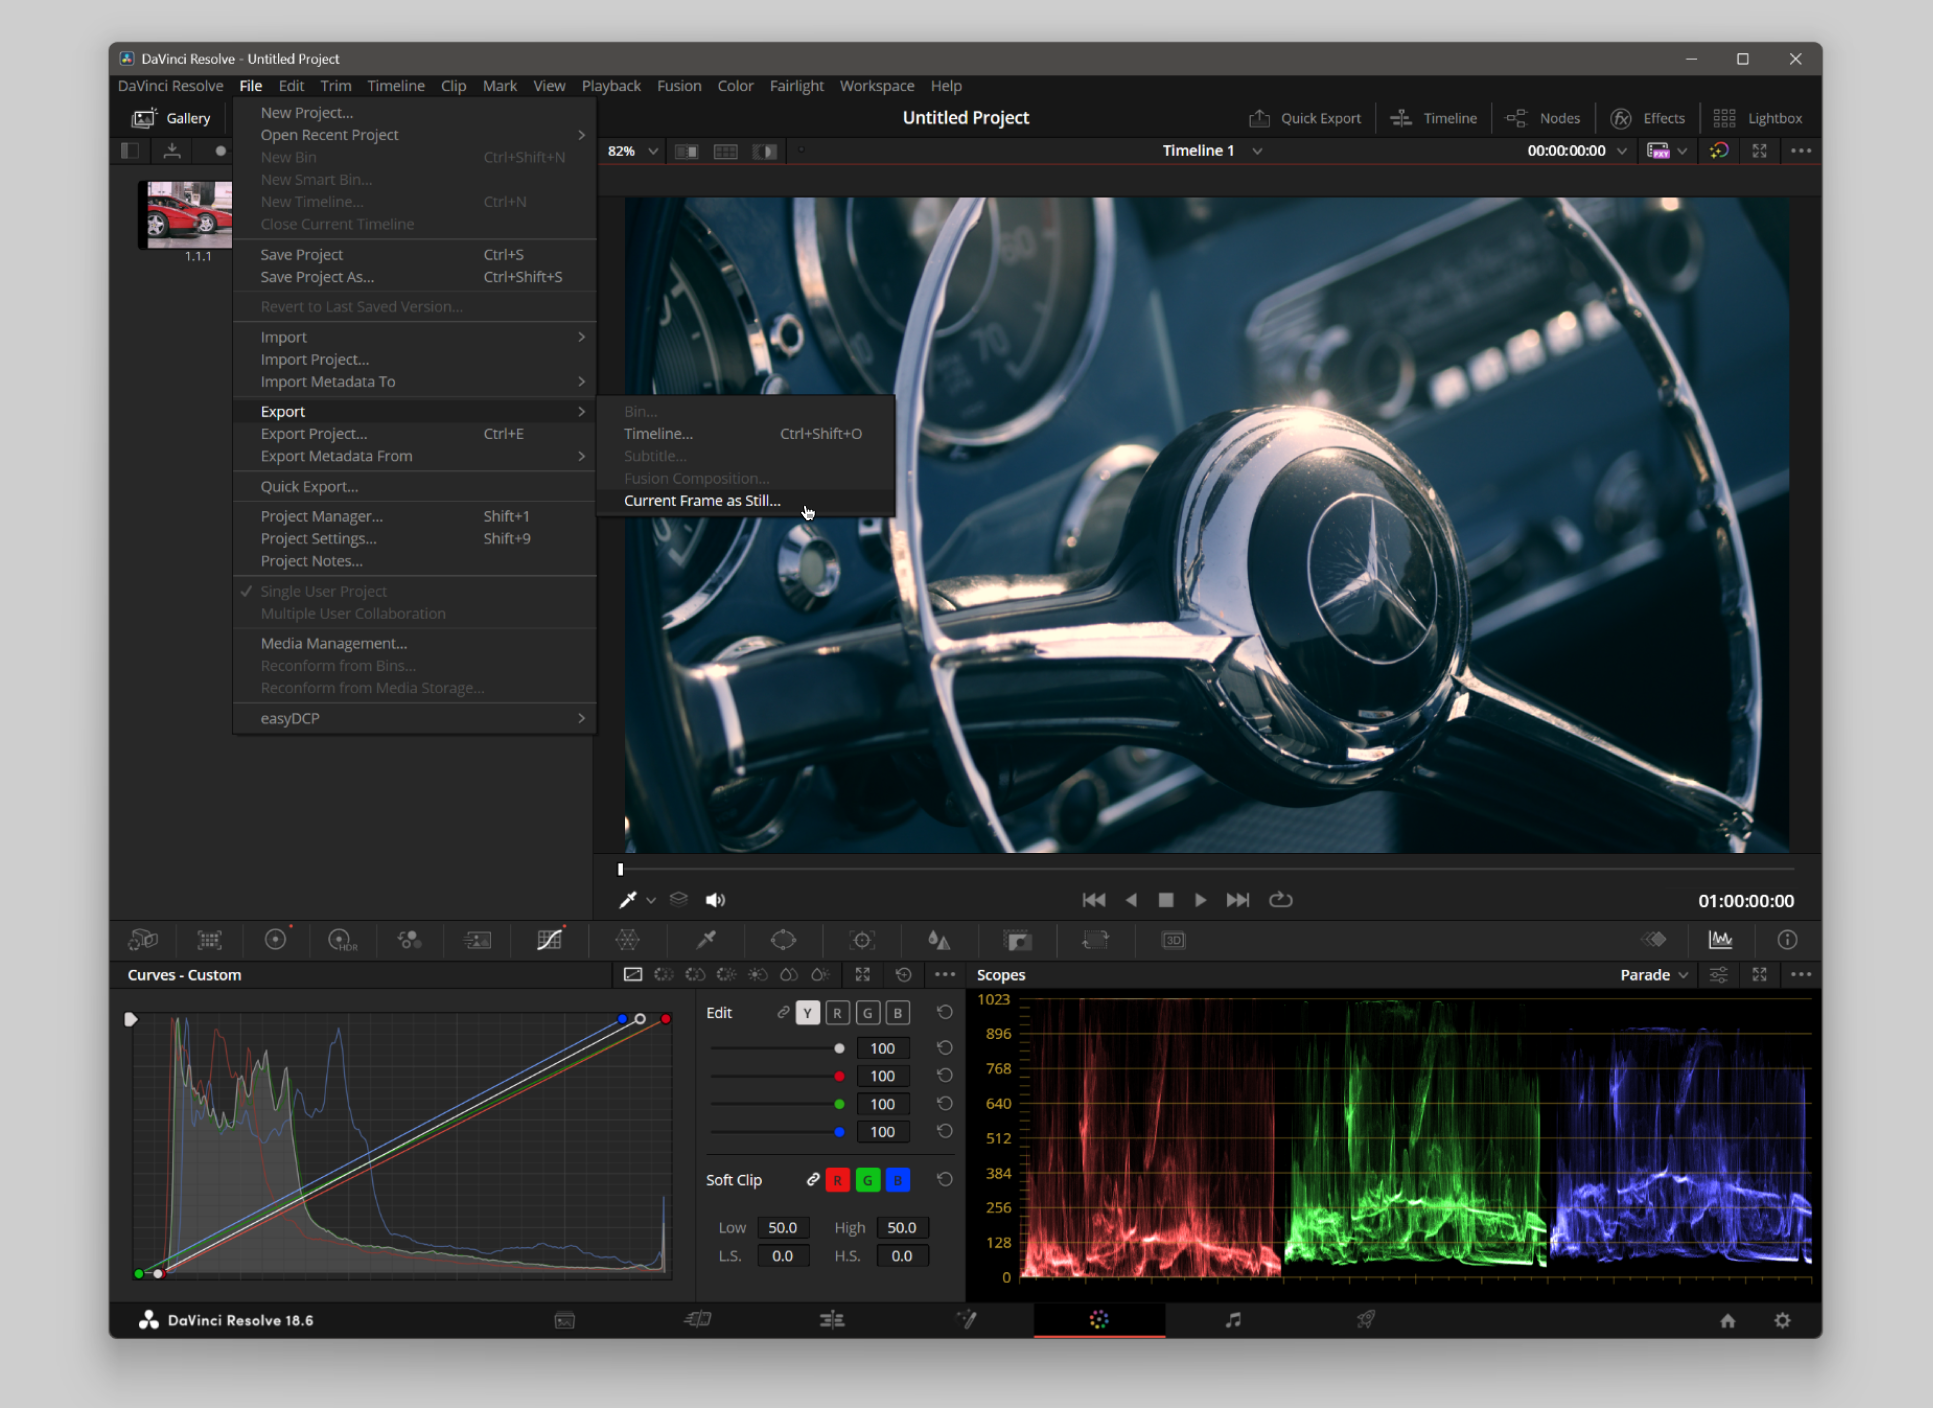 DaVinci Resolve - Untitled Project
DaVinci Resolve File Edit Trim Timeline Clip Mark View Playback Fusion Color Fairlight Workspace Help
Gallery
Untitled Project
Quick Export Timeline Nodes Effects Lightbox
82%
Timeline 1
00:00:00:00
PXY
1.1.1
New Project...
Open Recent Project
New Bin Ctrl+Shift+N
New Smart Bin...
New Timeline... Ctrl+N
Close Current Timeline
Save Project Ctrl+S
Save Project As... Ctrl+Shift+S
Revert to Last Saved Version...
Import
Import Project...
Import Metadata To
Export
Export Project... Ctrl+E
Export Metadata From
Quick Export...
Project Manager... Shift+1
Project Settings... Shift+9
Project Notes...
Single User Project
Multiple User Collaboration
Media Management...
Reconform from Bins...
Reconform from Media Storage...
easyDCP
Bin...
Timeline... Ctrl+Shift+O
Subtitle...
Fusion Composition...
Current Frame as Still...
70
01:00:00:00
HDR
3D
Curves - Custom
Edit Y R G B
100
100
100
100
Soft Clip R G B
Low 50.0 High 50.0
L.S. 0.0 H.S. 0.0
Scopes
Parade
1023
896
768
640
512
384
256
128
0
DaVinci Resolve 18.6